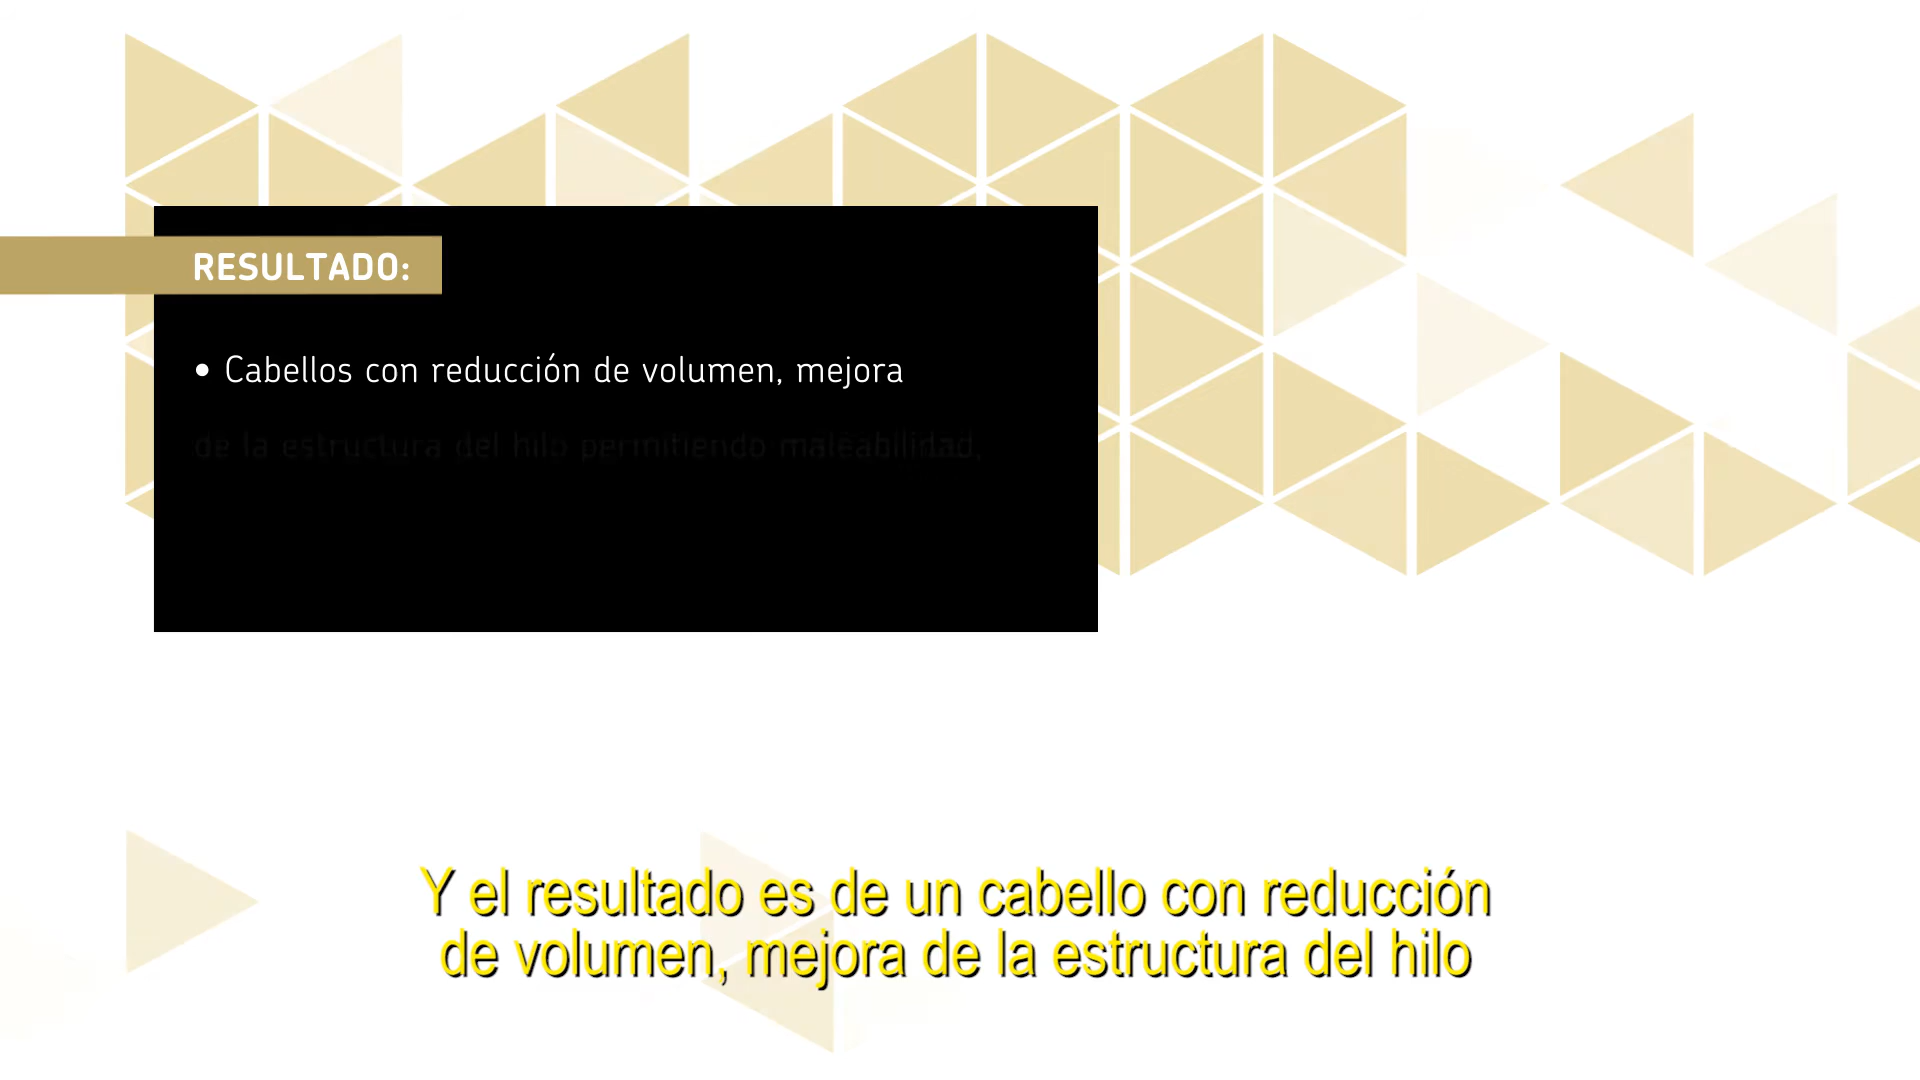 RESULTADO:
• Cabellos con reducción de volumen, mejora
de la estructura del hilo permitiendo maleabilidad,
Y el resultado es de un cabello con reducción
de volumen, mejora de la estructura del hilo